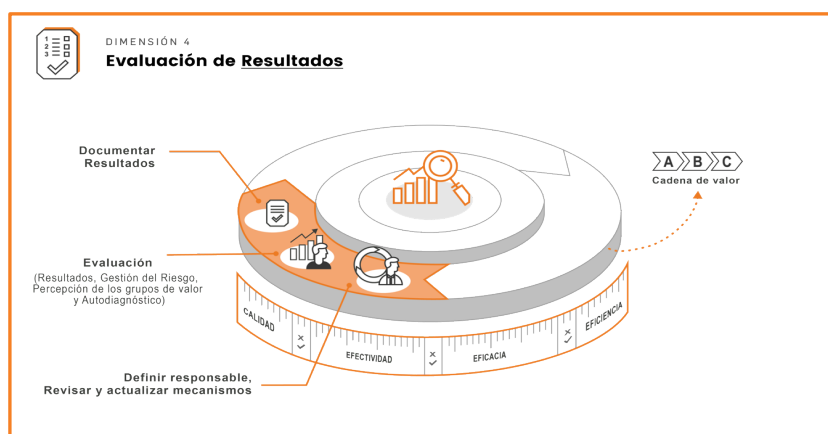 DIMENSIÓN 4
Evaluación de Resultados
Documentar
Resultados
A B C
Cadena de valor
Evaluación
(Resultados, Gestión del Riesgo,
Percepción de los grupos de valor
y Autodiagnóstico)
CALIDAD
EFECTIVIDAD
EFICACIA
EFICIENCIA
Definir responsable,
Revisar y actualizar mecanismos
1
2
3